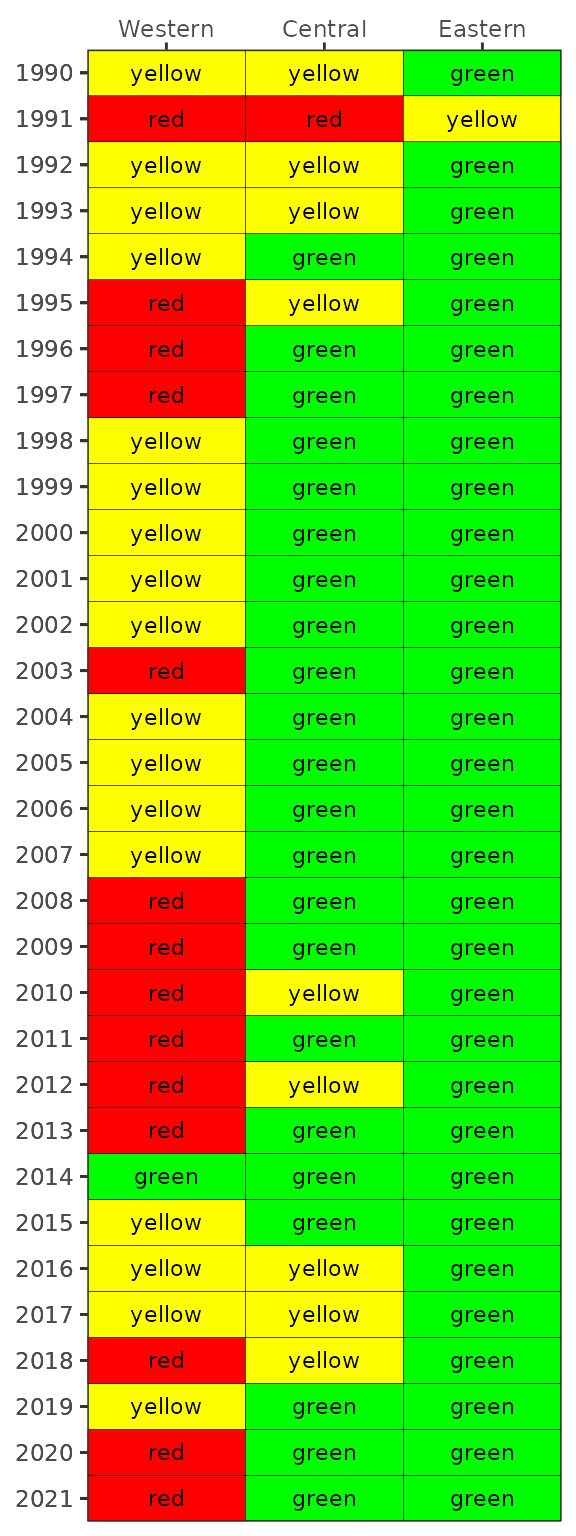 Western Central Eastern
1990 yellow yellow green
1991 red red yellow
1992 yellow yellow green
1993 yellow yellow green
1994 yellow green green
1995 red yellow green
1996 red green green
1997 red green green
1998 yellow green green
1999 yellow green green
2000 yellow green green
2001 yellow green green
2002 yellow green green
2003 red green green
2004 yellow green green
2005 yellow green green
2006 yellow green green
2007 yellow green green
2008 red green green
2009 red green green
2010 red yellow green
2011 red green green
2012 red yellow green
2013 red green green
2014 green green green
2015 yellow green green
2016 yellow yellow green
2017 yellow yellow green
2018 red yellow green
2019 yellow green green
2020 red green green
2021 red green green